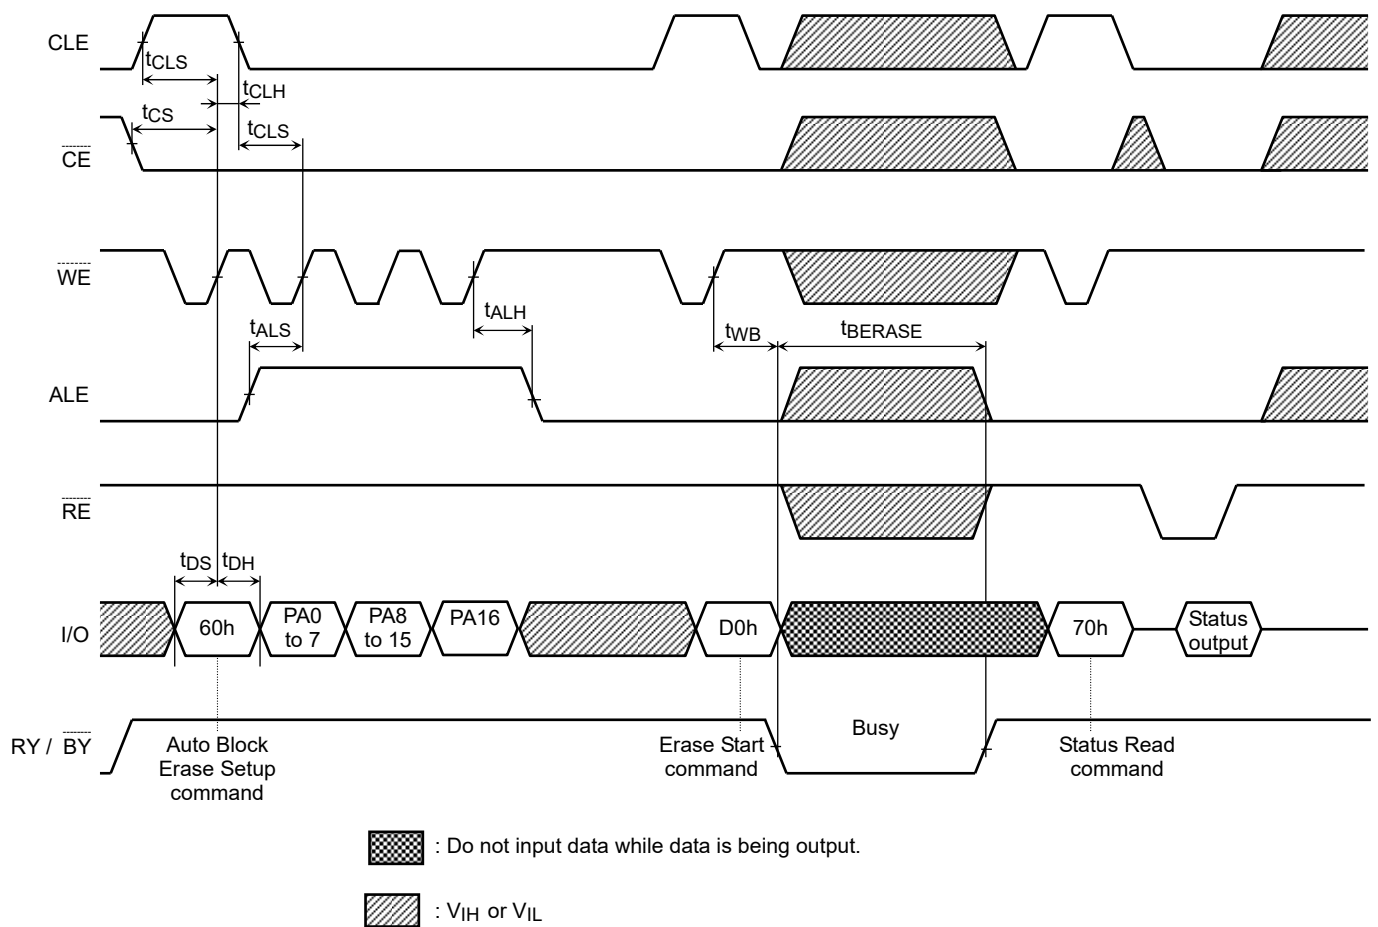 CLE
tCLS
tCLH
tCS
tCLS
CE
WE
tALS
tALH
tWB
tBERASE
ALE
RE
tDS
tDH
I/O
60h
PA0
to 7
PA8
to 15
PA16
D0h
70h
Status
output
RY / BY
Busy
Auto Block
Erase Setup
command
Erase Start
command
Status Read
command
: Do not input data while data is being output.
: VIH or VIL